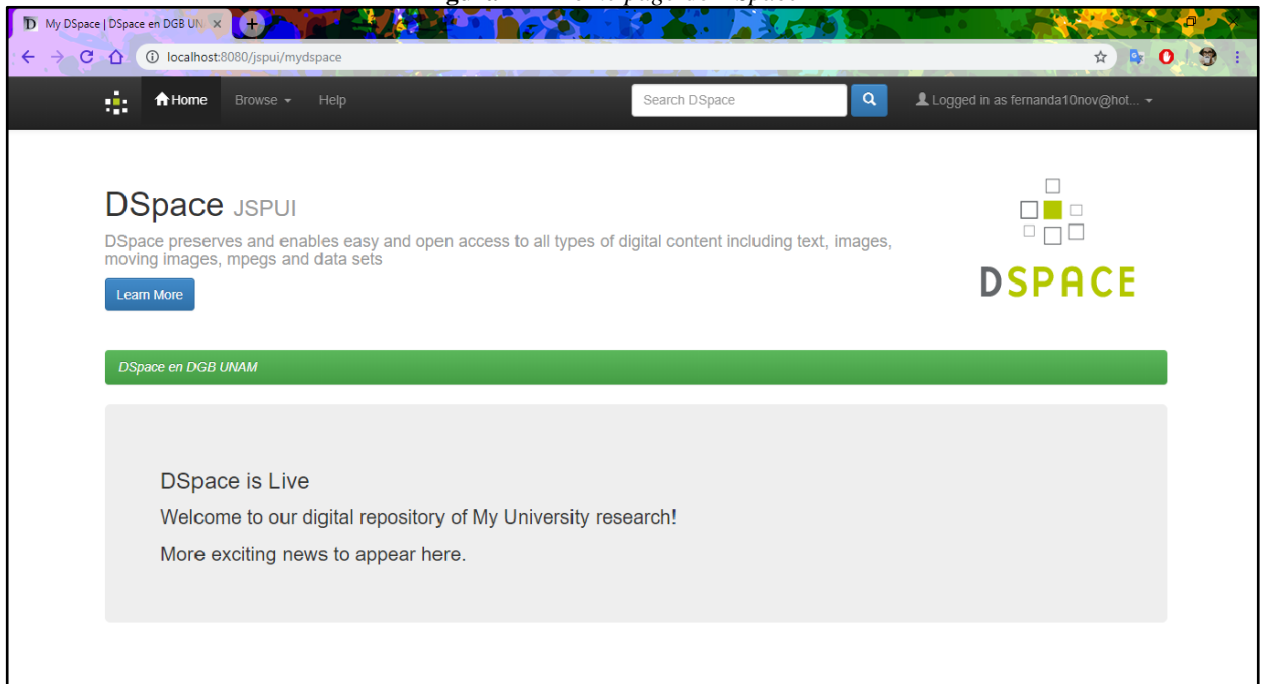 My DSpace | DSpace en DGB UN
localhost:8080/jspui/mydspace
Home Browse Help Search DSpace Logged in as fernanda10nov@hot...
DSpace JSPUI
DSpace preserves and enables easy and open access to all types of digital content including text, images,
moving images, mpegs and data sets
Learn More
DSPACE
DSpace en DGB UNAM
DSpace is Live
Welcome to our digital repository of My University research!
More exciting news to appear here.